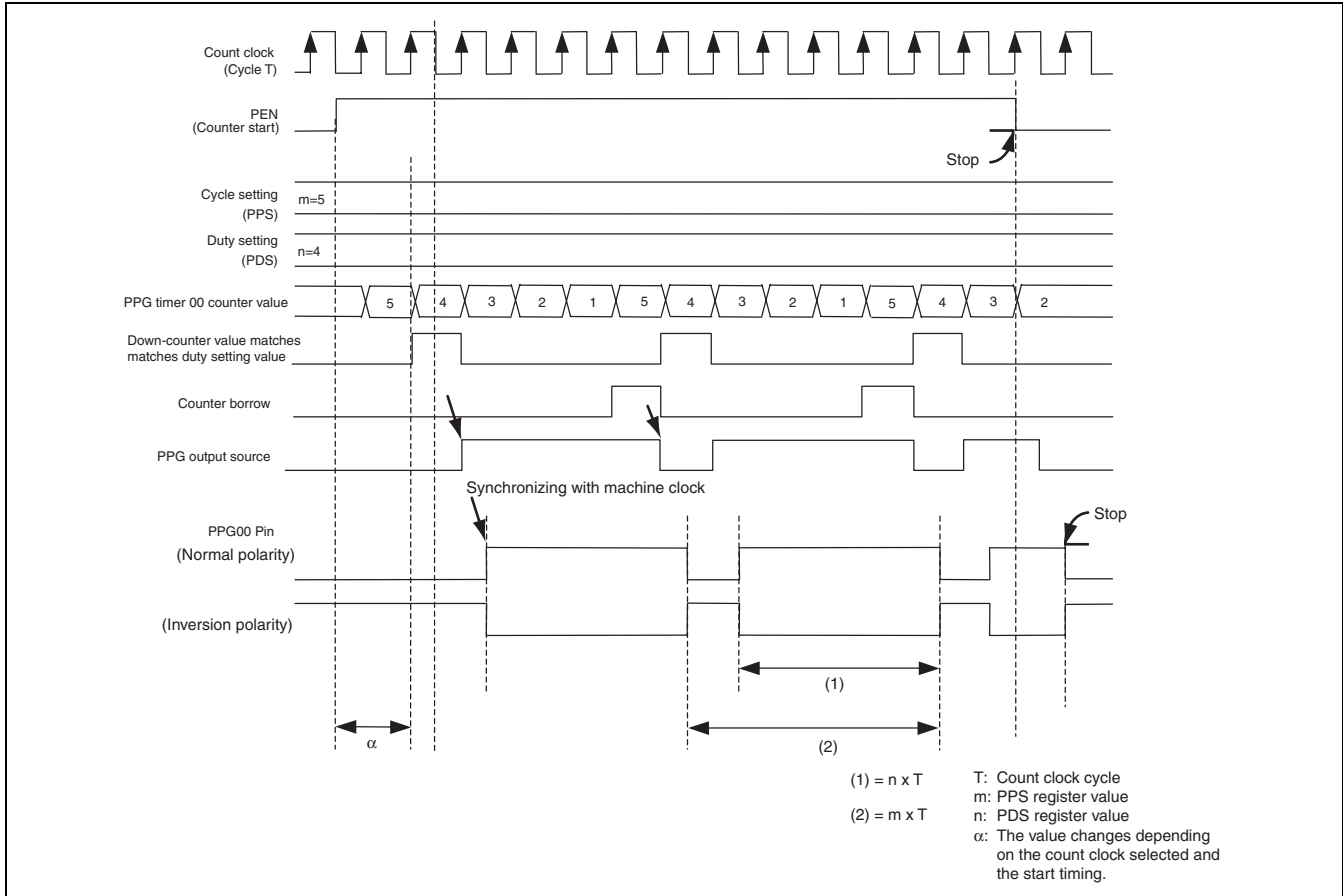 Count clock
(Cycle T)
PEN
(Counter start)
Stop
Cycle setting
(PPS)
m=5
Duty setting
(PDS)
n=4
PPG timer 00 counter value
5 4 3 2 1 5 4 3 2 1 5 4 3 2
Down-counter value matches
matches duty setting value
Counter borrow
PPG output source
Synchronizing with machine clock
PPG00 Pin
(Normal polarity)
Stop
(Inversion polarity)
(1)
α
(2)
(1) = n x T
(2) = m x T
T: Count clock cycle
m: PPS register value
n: PDS register value
α: The value changes depending
on the count clock selected and
the start timing.